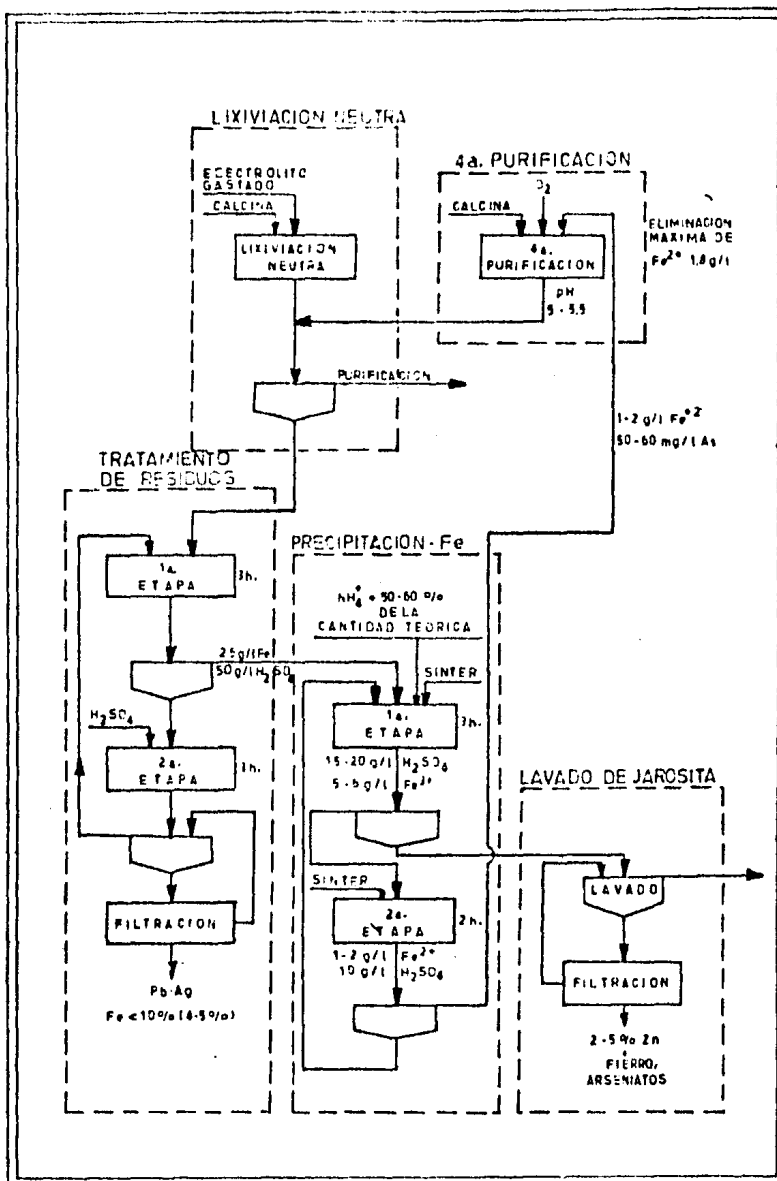 LIXIVIACION NEUTRA
ELECTROLITO
GASTADO
CALCINA
LIXIVIACION
NEUTRA
PURIFICACION
4a. PURIFICACION
O2
CALCINA
4a.
PURIFICACION
pH
5 - 5.5
ELIMINACION
MAXIMA DE
Fe2+ 1.8 g/l
1-2 g/l Fe+2
50-60 mg/l As
TRATAMIENTO
DE RESIDUOS
1a.
ETAPA
3h.
25 g/l Fe
50 g/l H2SO4
H2SO4
2a.
ETAPA
3h.
FILTRACION
Pb-Ag
Fe < 10% (4-5%)
PRECIPITACION - Fe
NH4+ = 50-60 %
DE LA
CANTIDAD TEORICA
SINTER
1a.
ETAPA
3h.
15-20 g/l H2SO4
5-6 g/l Fe3+
SINTER
2a.
ETAPA
2h.
1-2 g/l Fe2+
10 g/l H2SO4
LAVADO DE JAROSITA
LAVADO
FILTRACION
2-5 % Zn
FIERRO,
ARSENIATOS